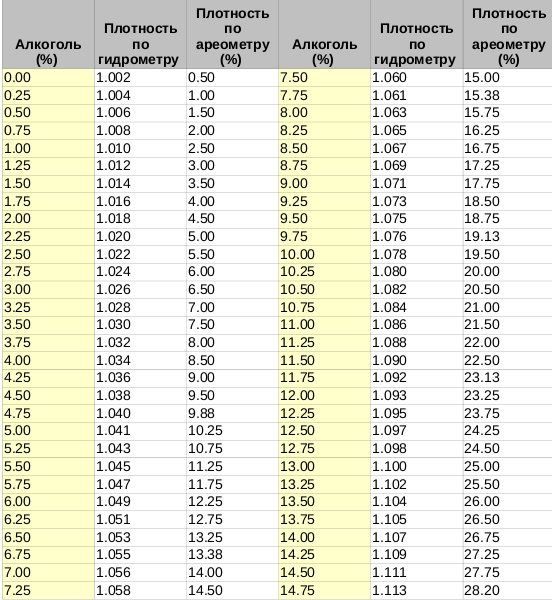 Алкоголь (%) Плотность по гидрометру Плотность по ареометру (%) Алкоголь (%) Плотность по гидрометру Плотность по ареометру (%)
0.00 1.002 0.50 7.50 1.060 15.00
0.25 1.004 1.00 7.75 1.061 15.38
0.50 1.006 1.50 8.00 1.063 15.75
0.75 1.008 2.00 8.25 1.065 16.25
1.00 1.010 2.50 8.50 1.067 16.75
1.25 1.012 3.00 8.75 1.069 17.25
1.50 1.014 3.50 9.00 1.071 17.75
1.75 1.016 4.00 9.25 1.073 18.50
2.00 1.018 4.50 9.50 1.075 18.75
2.25 1.020 5.00 9.75 1.076 19.13
2.50 1.022 5.50 10.00 1.078 19.50
2.75 1.024 6.00 10.25 1.080 20.00
3.00 1.026 6.50 10.50 1.082 20.50
3.25 1.028 7.00 10.75 1.084 21.00
3.50 1.030 7.50 11.00 1.086 21.50
3.75 1.032 8.00 11.25 1.088 22.00
4.00 1.034 8.50 11.50 1.090 22.50
4.25 1.036 9.00 11.75 1.092 23.13
4.50 1.038 9.50 12.00 1.093 23.25
4.75 1.040 9.88 12.25 1.095 23.75
5.00 1.041 10.25 12.50 1.097 24.25
5.25 1.043 10.75 12.75 1.098 24.50
5.50 1.045 11.25 13.00 1.100 25.00
5.75 1.047 11.75 13.25 1.102 25.50
6.00 1.049 12.25 13.50 1.104 26.00
6.25 1.051 12.75 13.75 1.105 26.50
6.50 1.053 13.25 14.00 1.107 26.75
6.75 1.055 13.38 14.25 1.109 27.25
7.00 1.056 14.00 14.50 1.111 27.75
7.25 1.058 14.50 14.75 1.113 28.20